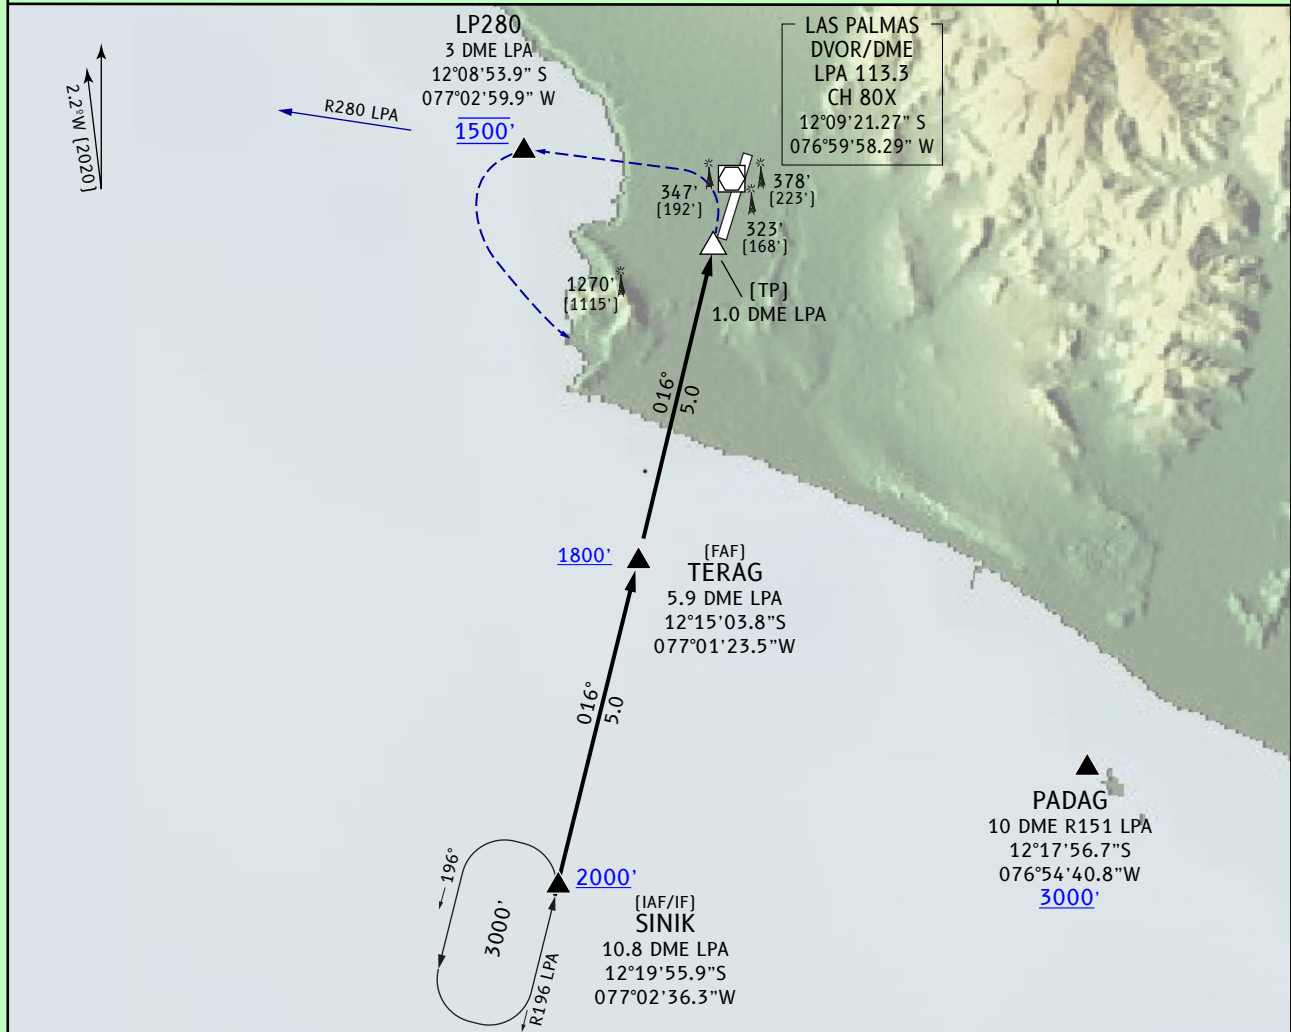 LP280
3 DME LPA
12°08’53.9” S
077°02’59.9” W
1500’
LAS PALMAS
DVOR/DME
LPA 113.3
CH 80X
12°09’21.27” S
076°59’58.29” W
2.2°W [2020]
R280 LPA
347’
[192’]
378’
[223’]
323’
[168’]
1270’
[1115’]
[TP]
1.0 DME LPA
016°
5.0
1800’
[FAF]
TERAG
5.9 DME LPA
12°15’03.8”S
077°01’23.5”W
016°
5.0
PADAG
10 DME R151 LPA
12°17’56.7”S
076°54’40.8”W
3000’
196°
3000’
R196 LPA
2000’
[IAF/IF]
SINIK
10.8 DME LPA
12°19’55.9”S
077°02’36.3”W